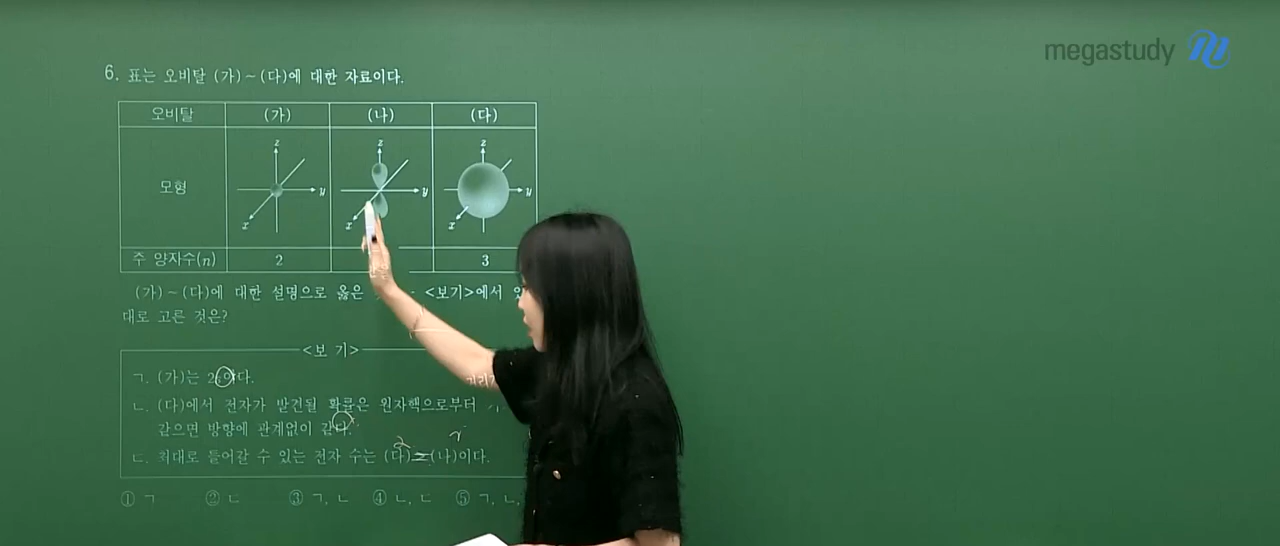 megastudy
6. 표는 오비탈 (가)~(다)에 대한 자료이다.
오비탈 (가) (나) (다)
z z z
모형 y y y
x x x
주 양자수(n) 2 3
(가)~(다)에 대한 설명으로 옳은 <보기>에서
대로 고른 것은?
<보 기>
ㄱ. (가)는 2s이다.
ㄴ. (다)에서 전자가 발견될 확률은 원자핵으로부터
같으면 방향에 관계없이 같다.
2
ㄷ. 최대로 들어갈 수 있는 전자 수는 (다)=(나)이다.
① ㄱ ② ㄷ ③ ㄱ, ㄴ ④ ㄴ, ㄷ ⑤ ㄱ, ㄴ,